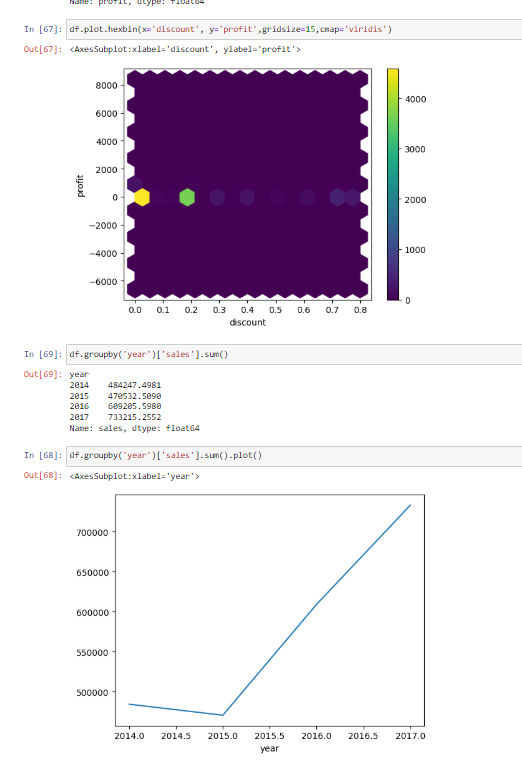 Name: profit, dtype: float64
In [67]: df.plot.hexbin(x='discount', y='profit',gridsize=15,cmap='viridis')
Out[67]: <AxesSubplot:xlabel='discount', ylabel='profit'>
8000
6000
4000
2000
0
−2000
−4000
−6000
profit
0.0 0.1 0.2 0.3 0.4 0.5 0.6 0.7 0.8
discount
4000
3000
2000
1000
0
In [69]: df.groupby('year')['sales'].sum()
Out[69]: year
2014 484247.4981
2015 470532.5090
2016 609205.5980
2017 733215.2552
Name: sales, dtype: float64
In [68]: df.groupby('year')['sales'].sum().plot()
Out[68]: <AxesSubplot:xlabel='year'>
700000
650000
600000
550000
500000
2014.0 2014.5 2015.0 2015.5 2016.0 2016.5 2017.0
year